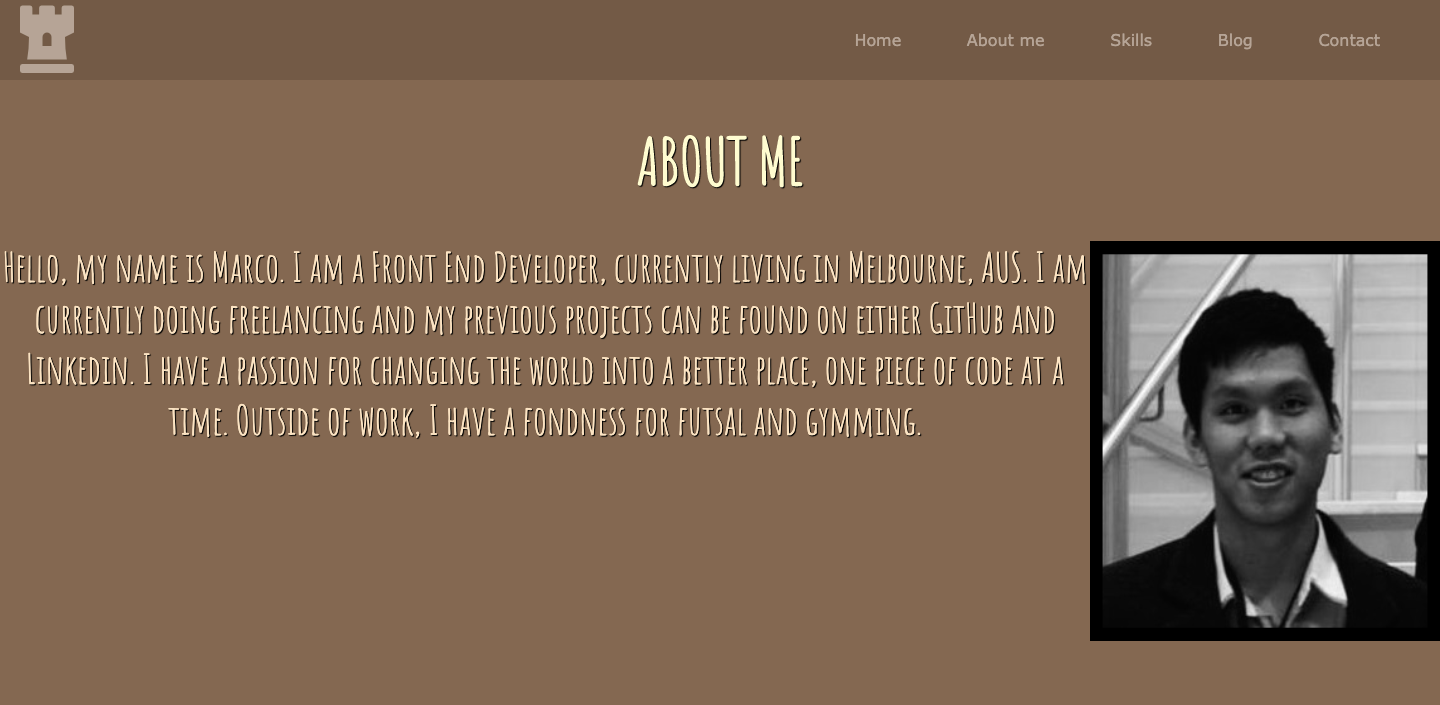 Home About me Skills Blog Contact
ABOUT ME
Hello, my name is Marco. I am a Front End Developer, currently living in Melbourne, AUS. I am
currently doing freelancing and my previous projects can be found on either GitHub and
Linkedin. I have a passion for changing the world into a better place, one piece of code at a
time. Outside of work, I have a fondness for futsal and gymming.